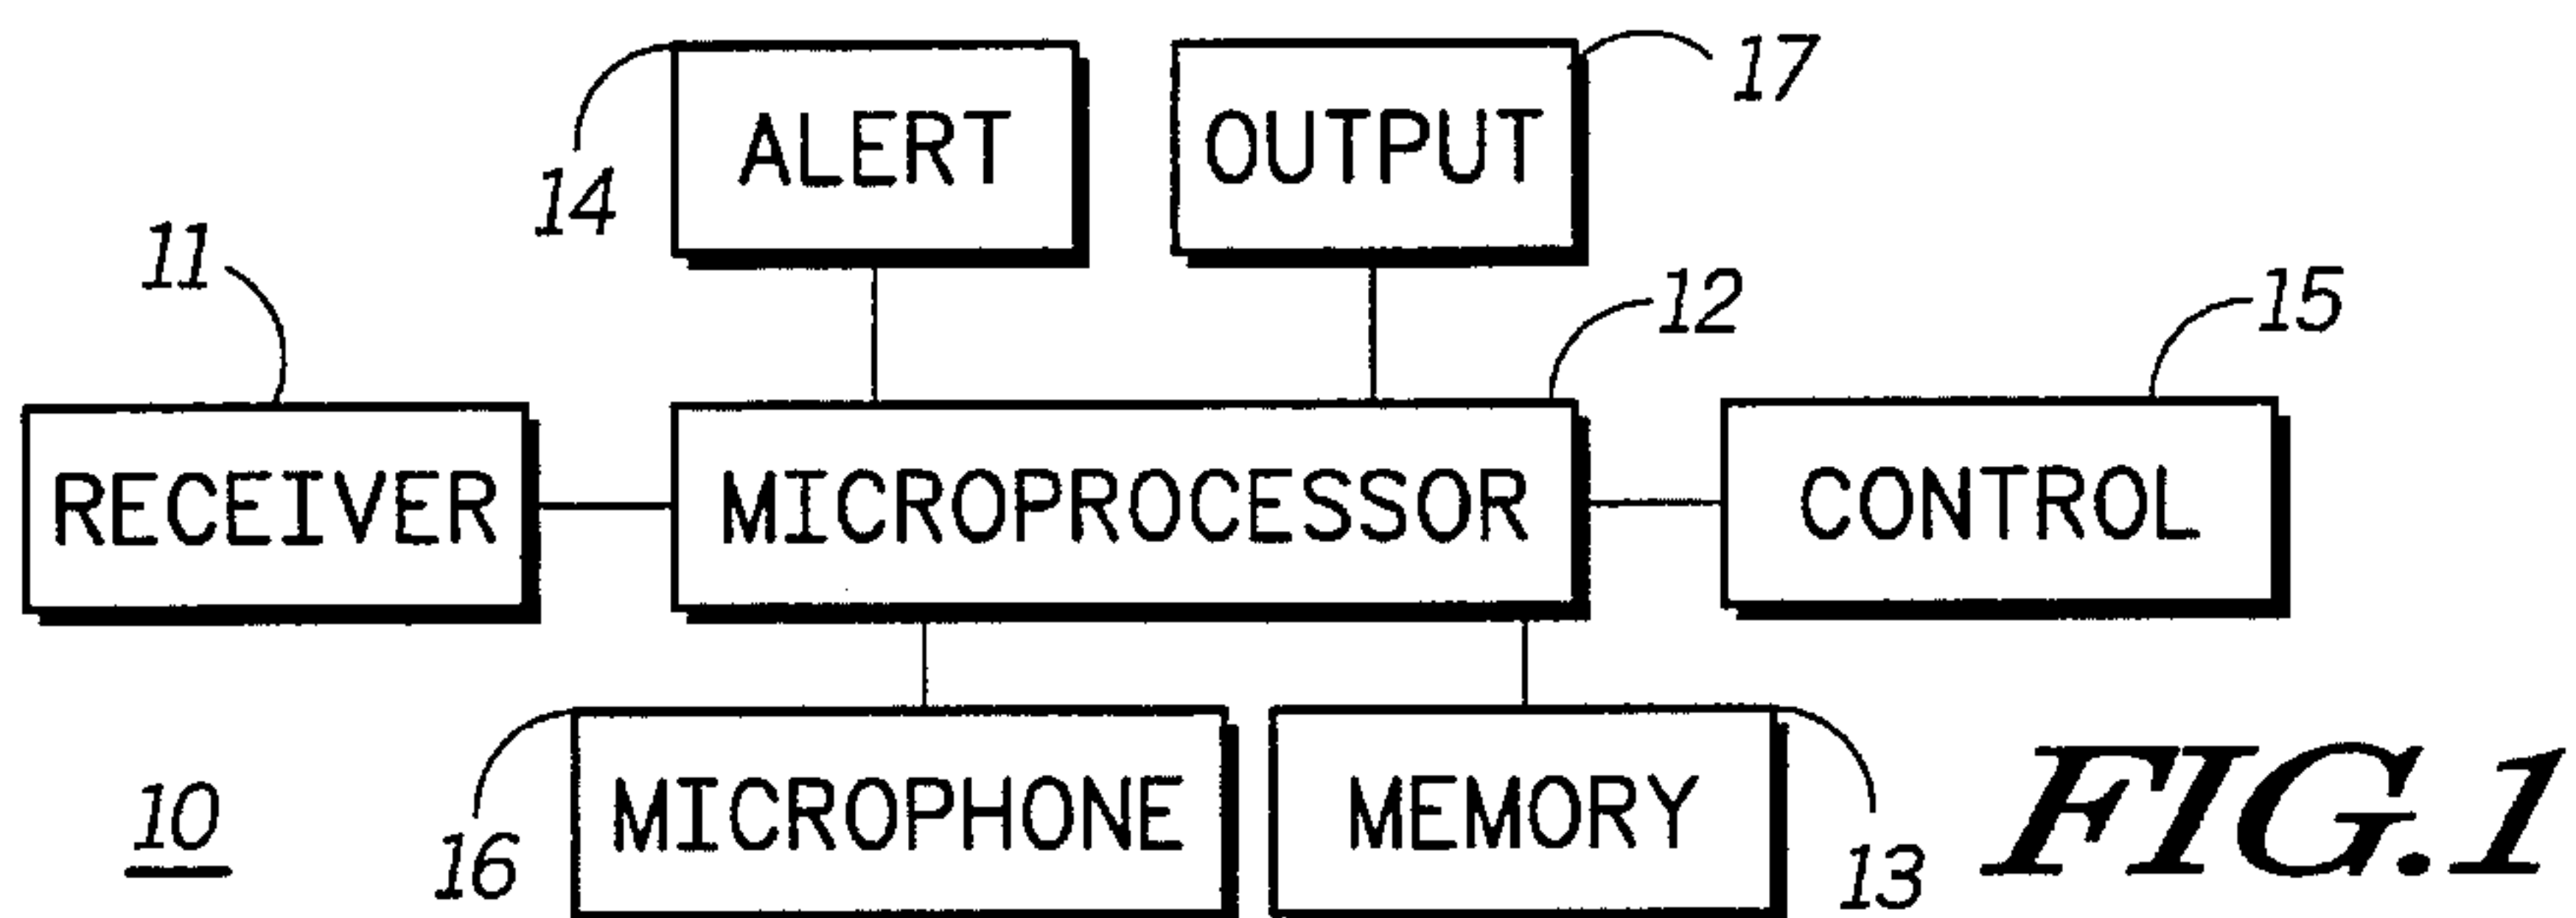 14
ALERT
OUTPUT
17
11
12
15
RECEIVER
MICROPROCESSOR
CONTROL
10
16
MICROPHONE
MEMORY
13
FIG.1